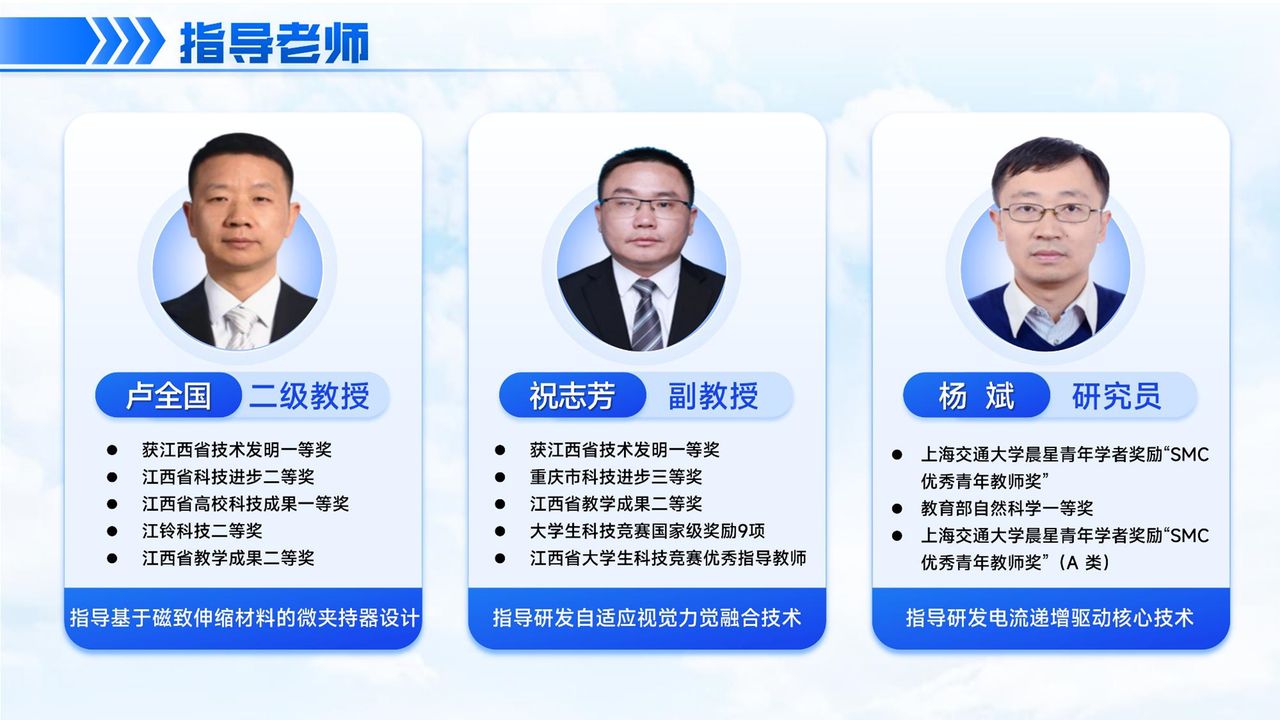 指导老师
卢全国 二级教授
● 获江西省技术发明一等奖
● 江西省科技进步二等奖
● 江西省高校科技成果一等奖
● 江铃科技二等奖
● 江西省教学成果二等奖
指导基于磁致伸缩材料的微夹持器设计
祝志芳 副教授
● 获江西省技术发明一等奖
● 重庆市科技进步三等奖
● 江西省教学成果二等奖
● 大学生科技竞赛国家级奖励9项
● 江西省大学生科技竞赛优秀指导教师
指导研发自适应视觉力觉融合技术
杨 斌 研究员
● 上海交通大学晨星青年学者奖励“SMC
优秀青年教师奖”
● 教育部自然科学一等奖
● 上海交通大学晨星青年学者奖励“SMC
优秀青年教师奖”（A 类）
指导研发电流递增驱动核心技术